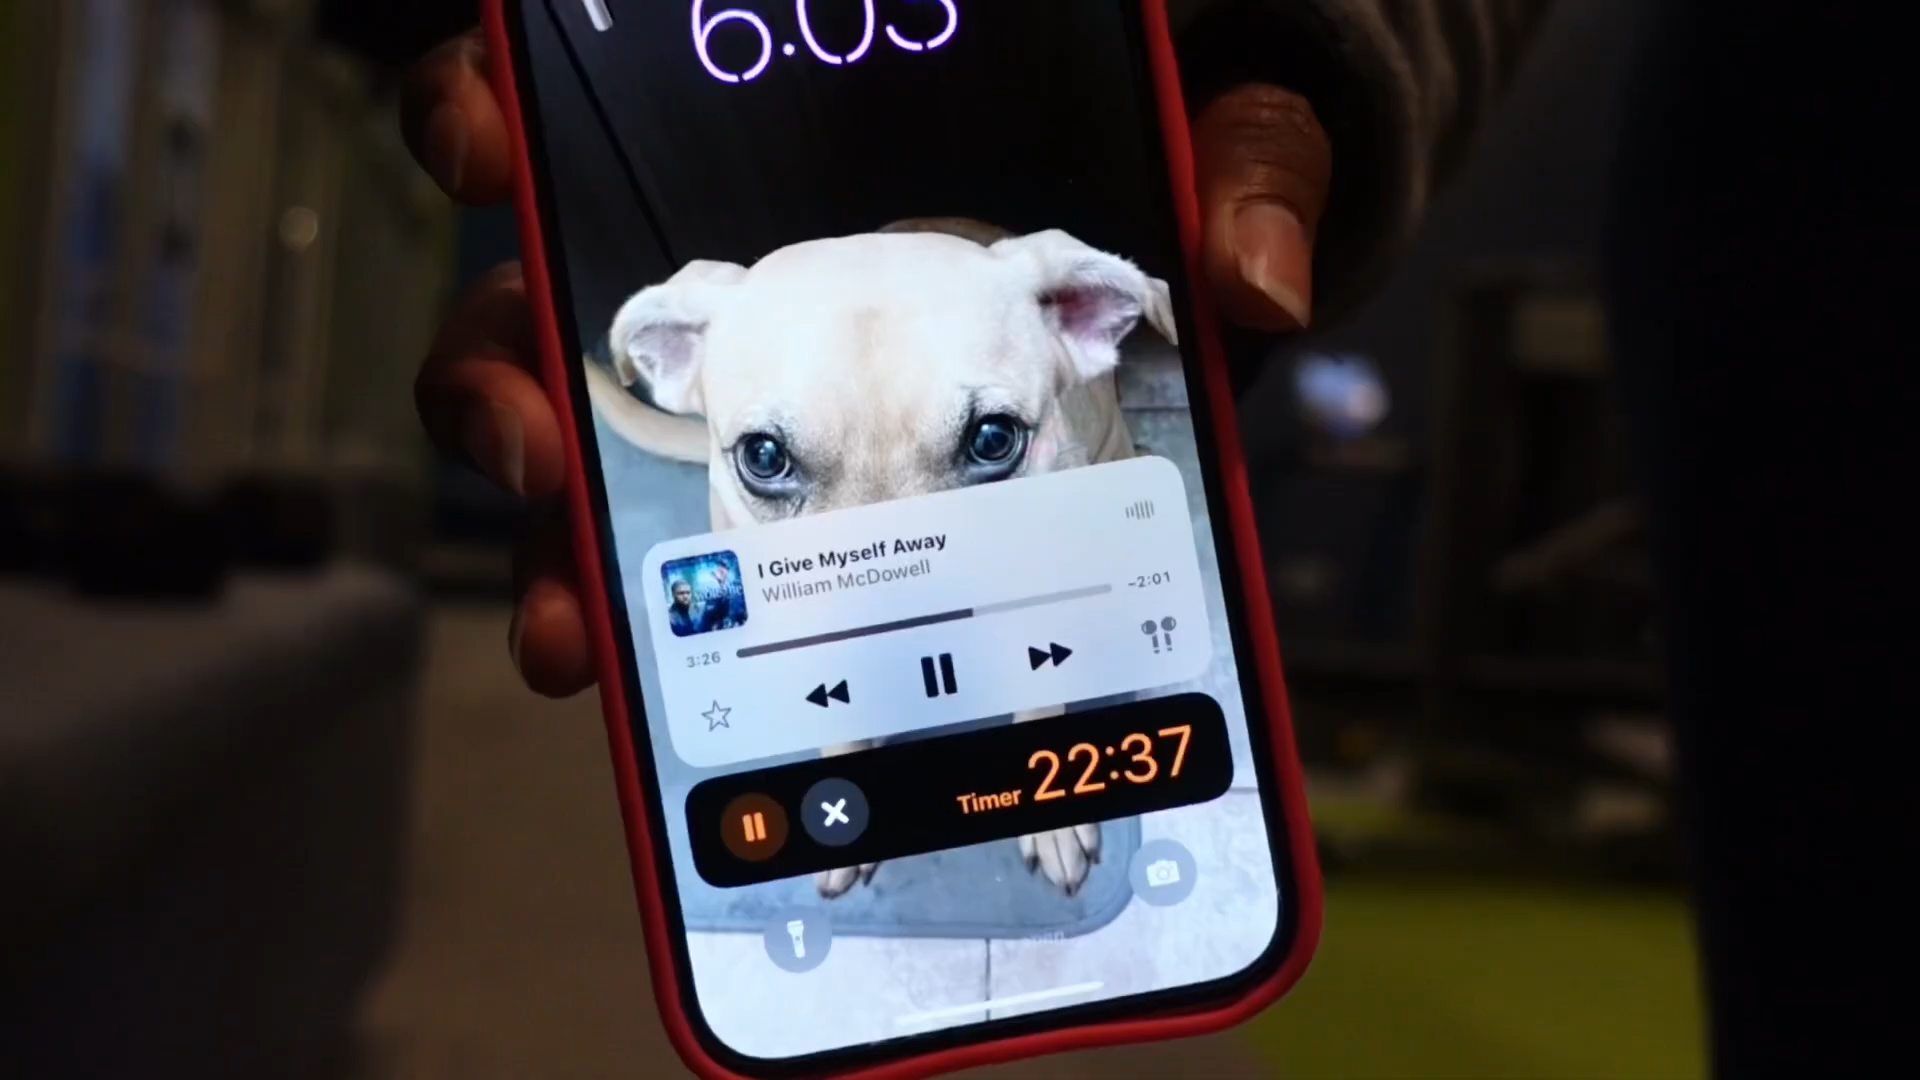 6:03
I Give Myself Away
William McDowell
3:26
-2:01
Timer 22:37